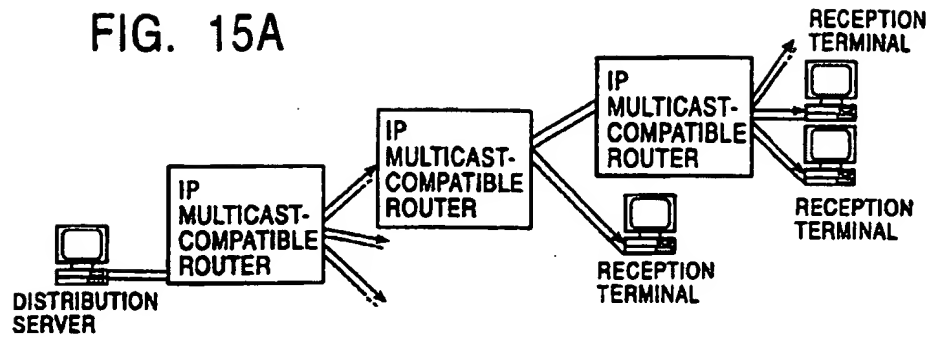 FIG. 15A
RECEPTION
TERMINAL
IP
MULTICAST-
COMPATIBLE
ROUTER
IP
MULTICAST-
COMPATIBLE
ROUTER
IP
MULTICAST-
COMPATIBLE
ROUTER
RECEPTION
TERMINAL
RECEPTION
TERMINAL
DISTRIBUTION
SERVER